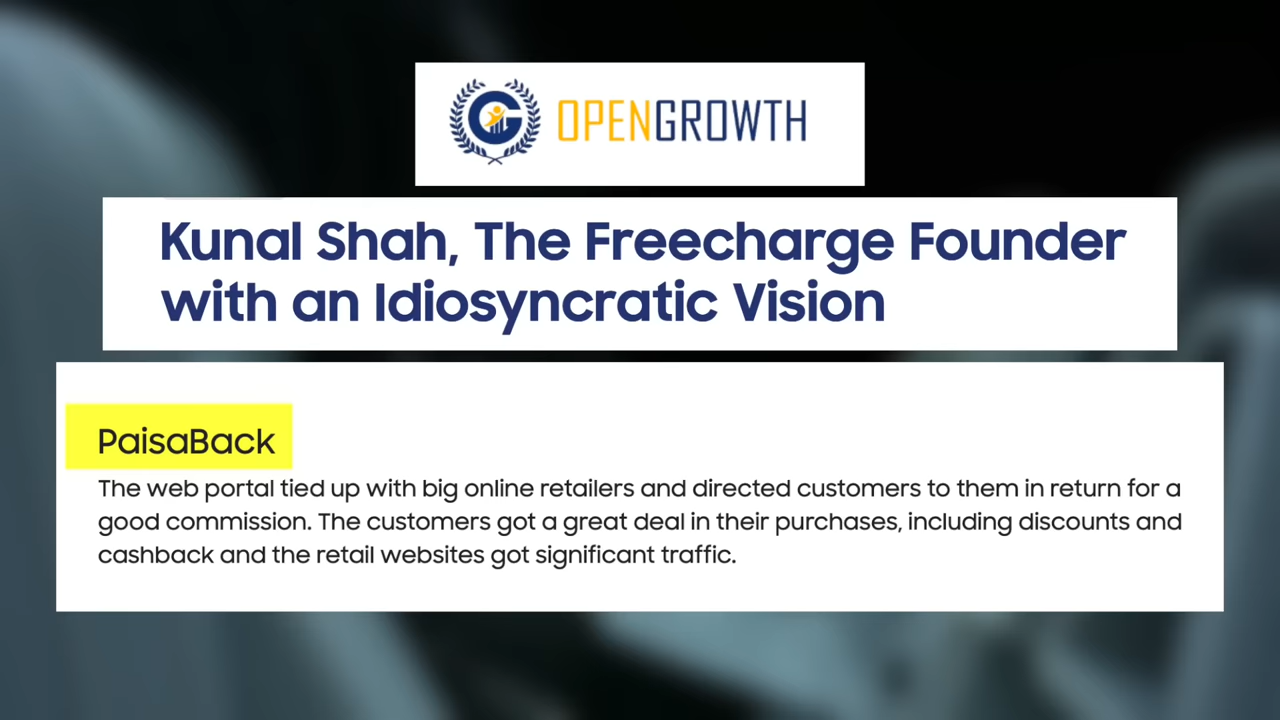 OPENGROWTH
Kunal Shah, The Freecharge Founder
with an Idiosyncratic Vision
PaisaBack
The web portal tied up with big online retailers and directed customers to them in return for a
good commission. The customers got a great deal in their purchases, including discounts and
cashback and the retail websites got significant traffic.